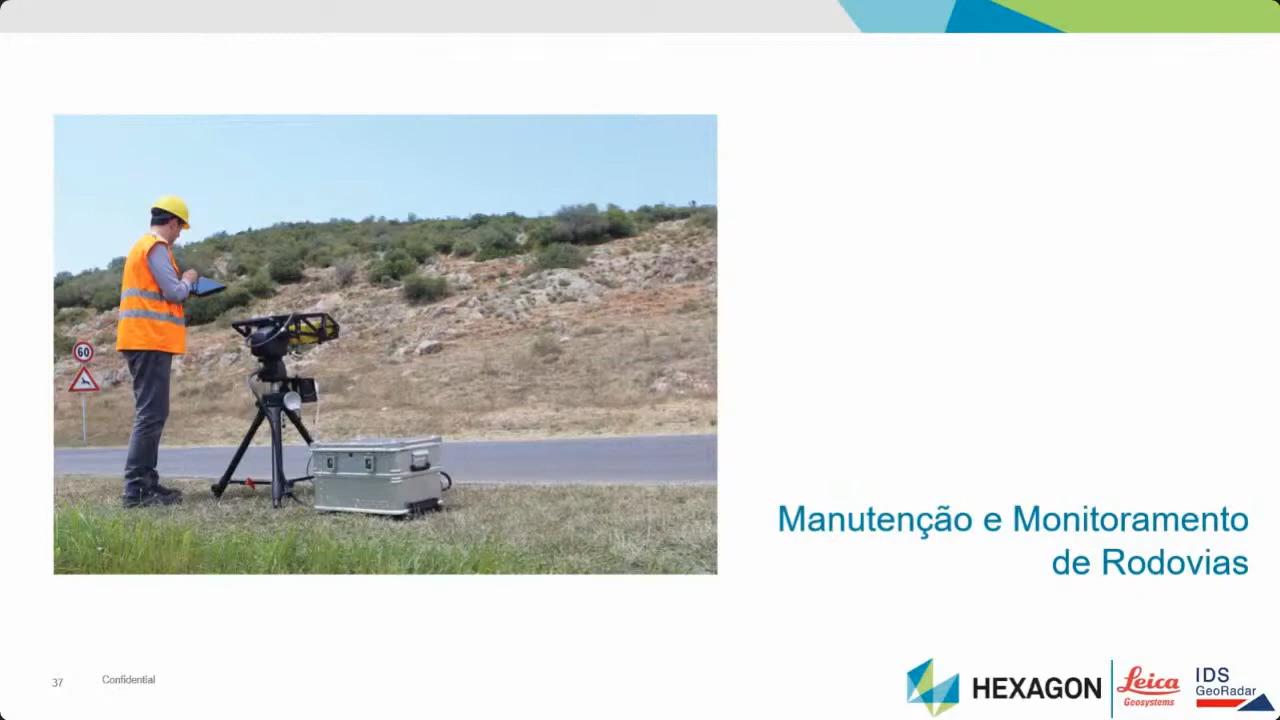 60
Manutenção e Monitoramento
de Rodovias
37
Confidential
HEXAGON
Leica
Geosystems
IDS
GeoRadar